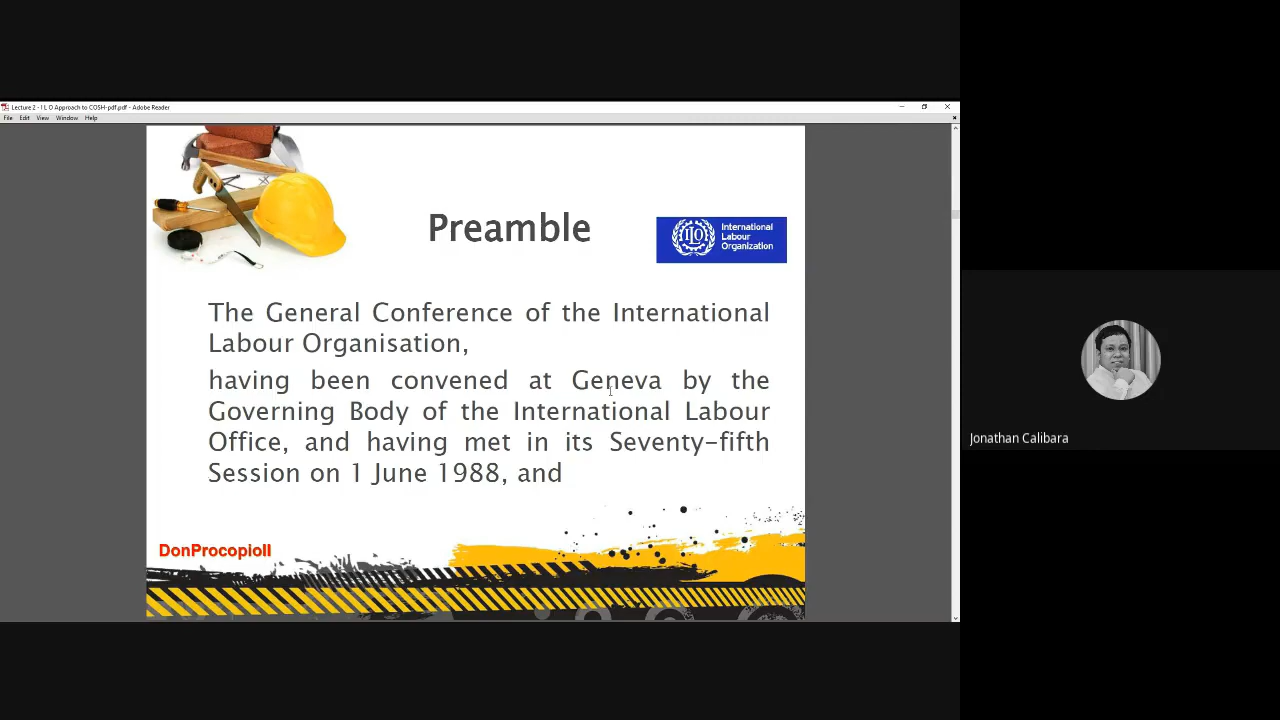 Lecture 2 - I L O Approach to COSH-pdf.pdf - Adobe Reader
File Edit View Window Help
Preamble
ILO
International
Labour
Organization
The General Conference of the International
Labour Organisation,
having been convened at Geneva by the
Governing Body of the International Labour
Office, and having met in its Seventy-fifth
Session on 1 June 1988, and
DonProcopioII
Jonathan Calibara